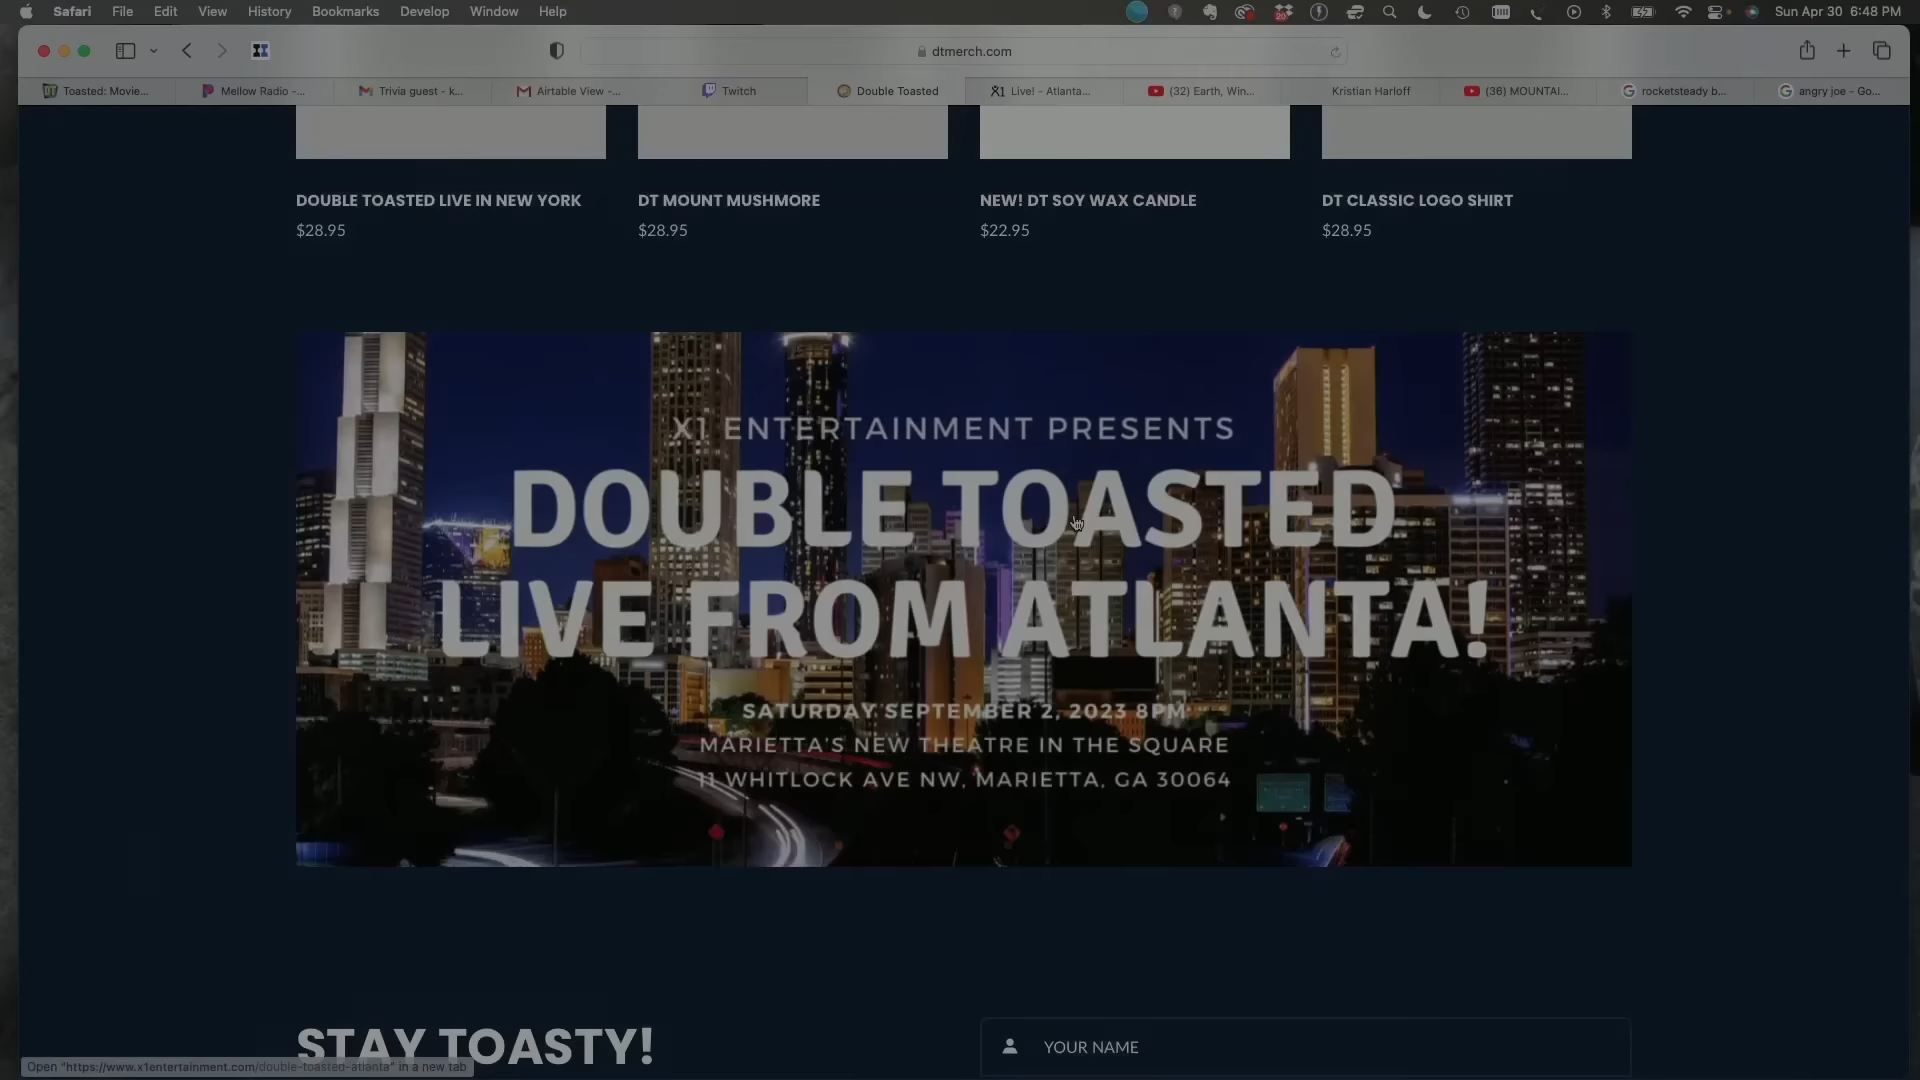 Safari File Edit View History Bookmarks Develop Window Help
20
Sun Apr 30 6:48 PM
dtmerch.com
Toasted: Movie...
Mellow Radio -...
Trivia guest - k...
Airtable View -...
Twitch
Double Toasted
Live! - Atlanta...
(32) Earth, Win...
Kristian Harloff
(36) MOUNTAI...
rocketsteady b...
angry joe - Go...
DOUBLE TOASTED LIVE IN NEW YORK
$28.95
DT MOUNT MUSHMORE
$28.95
NEW! DT SOY WAX CANDLE
$22.95
DT CLASSIC LOGO SHIRT
$28.95
X1 ENTERTAINMENT PRESENTS
DOUBLE TOASTED
LIVE FROM ATLANTA!
SATURDAY SEPTEMBER 2, 2023 8PM
MARIETTA'S NEW THEATRE IN THE SQUARE
11 WHITLOCK AVE NW, MARIETTA, GA 30064
STAY TOASTY!
YOUR NAME
Open "https://www.x1entertainment.com/double-toasted-atlanta" in a new tab